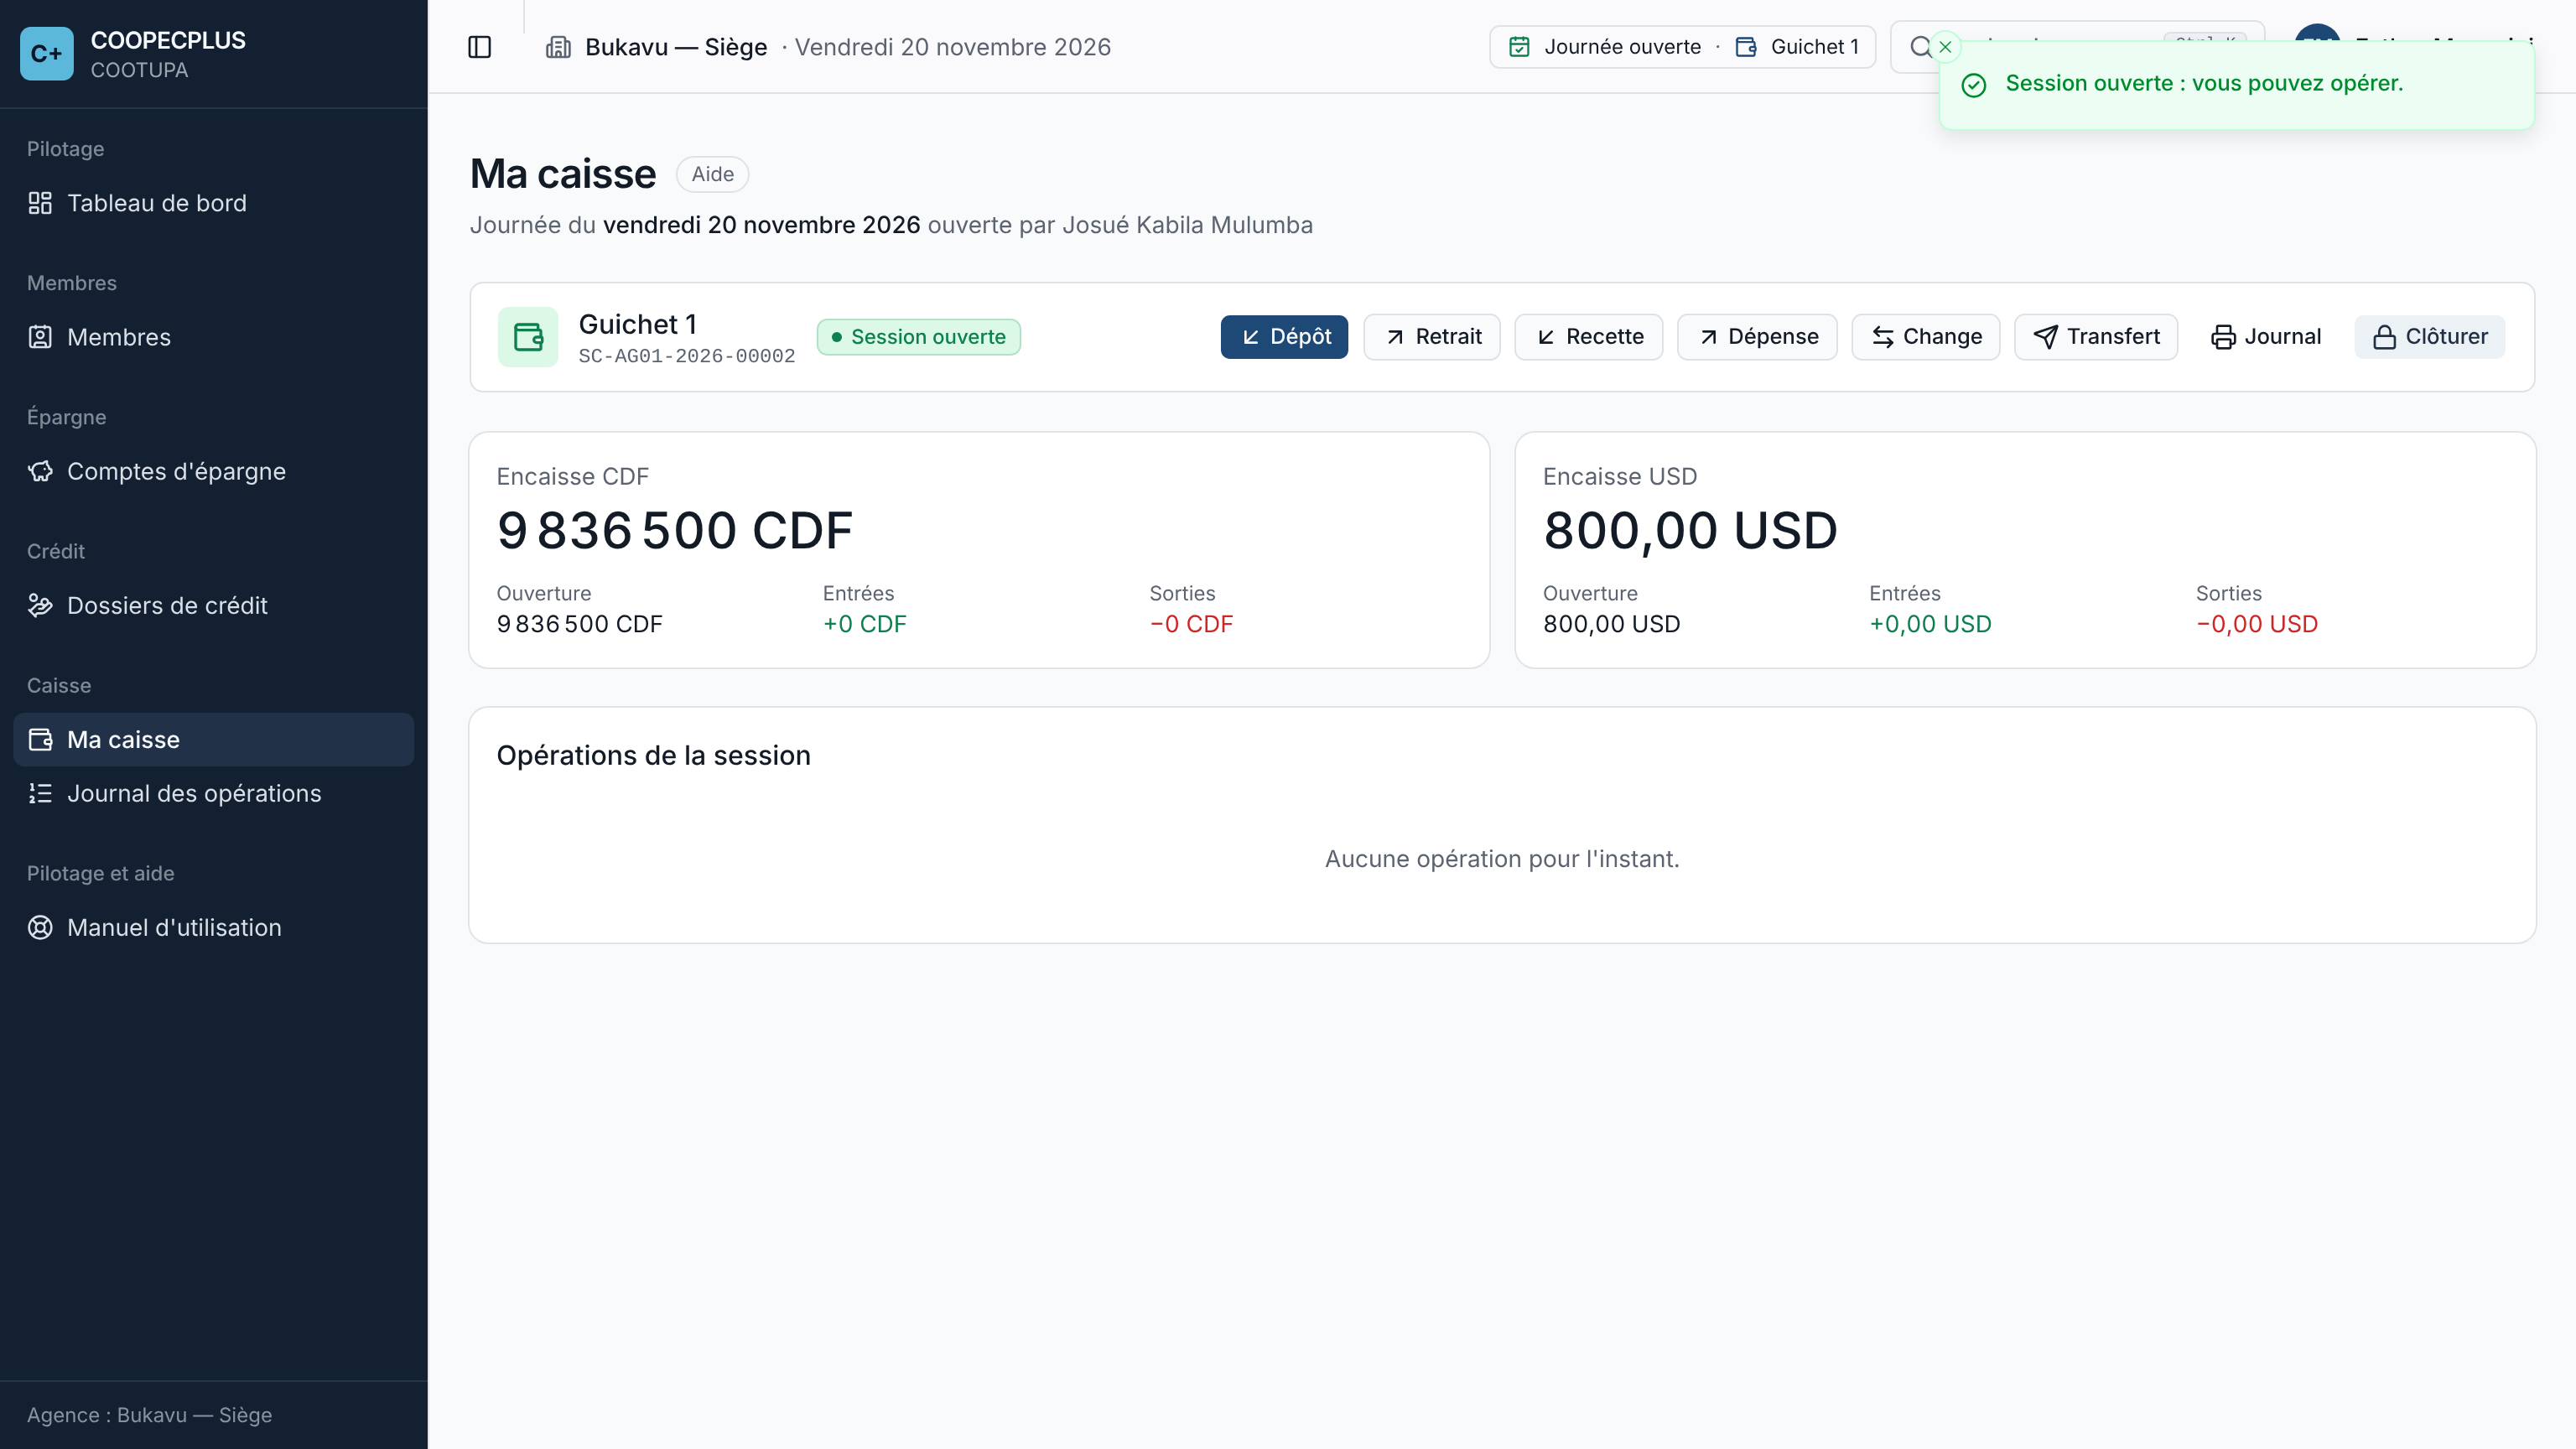 C+
COOPECPLUS
COOTUPA
Pilotage
Tableau de bord
Membres
Membres
Épargne
Comptes d'épargne
Crédit
Dossiers de crédit
Caisse
Ma caisse
Journal des opérations
Pilotage et aide
Manuel d'utilisation
Agence : Bukavu — Siège
Bukavu — Siège · Vendredi 20 novembre 2026
Journée ouverte · Guichet 1
Session ouverte : vous pouvez opérer.
Ma caisse Aide
Journée du vendredi 20 novembre 2026 ouverte par Josué Kabila Mulumba
Guichet 1
SC-AG01-2026-00002
Session ouverte
Dépôt Retrait Recette Dépense Change Transfert Journal Clôturer
Encaisse CDF
9 836 500 CDF
Ouverture Entrées Sorties
9 836 500 CDF +0 CDF −0 CDF
Encaisse USD
800,00 USD
Ouverture Entrées Sorties
800,00 USD +0,00 USD −0,00 USD
Opérations de la session
Aucune opération pour l'instant.